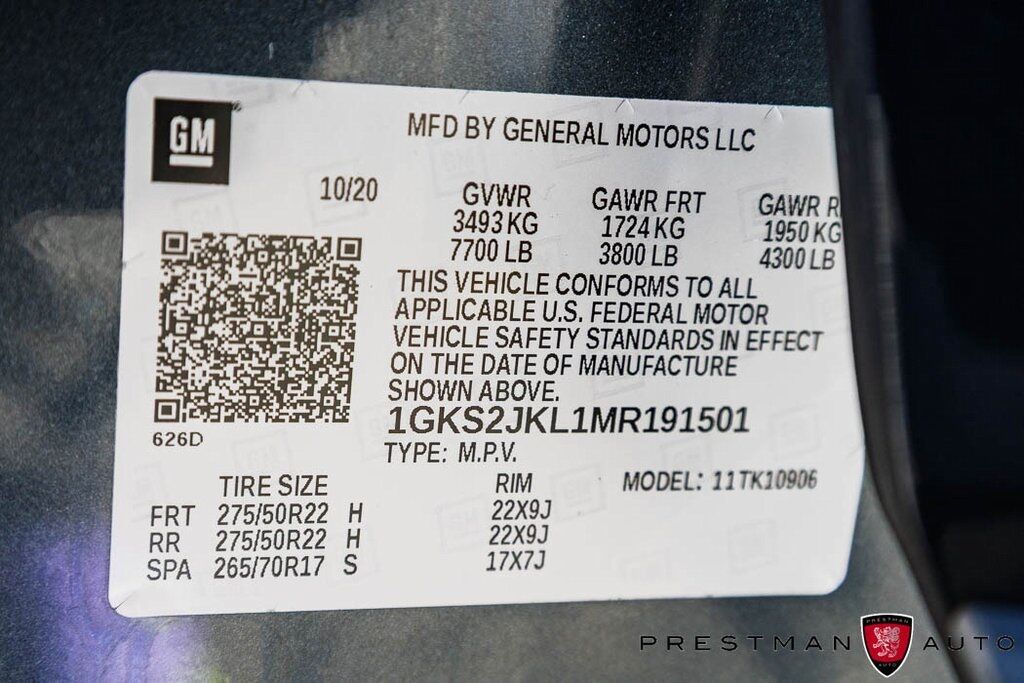 GM
MFD BY GENERAL MOTORS LLC
10/20 GVWR GAWR FRT GAWR R
3493 KG 1724 KG 1950 KG
7700 LB 3800 LB 4300 LB
THIS VEHICLE CONFORMS TO ALL
APPLICABLE U.S. FEDERAL MOTOR
VEHICLE SAFETY STANDARDS IN EFFECT
ON THE DATE OF MANUFACTURE
SHOWN ABOVE.
1GKS2JKL1MR191501
626D
TYPE: M.P.V.
TIRE SIZE RIM MODEL: 11TK10906
FRT 275/50R22 H 22X9J
RR 275/50R22 H 22X9J
SPA 265/70R17 S 17X7J
PRESTMAN PRESTMAN AUTO